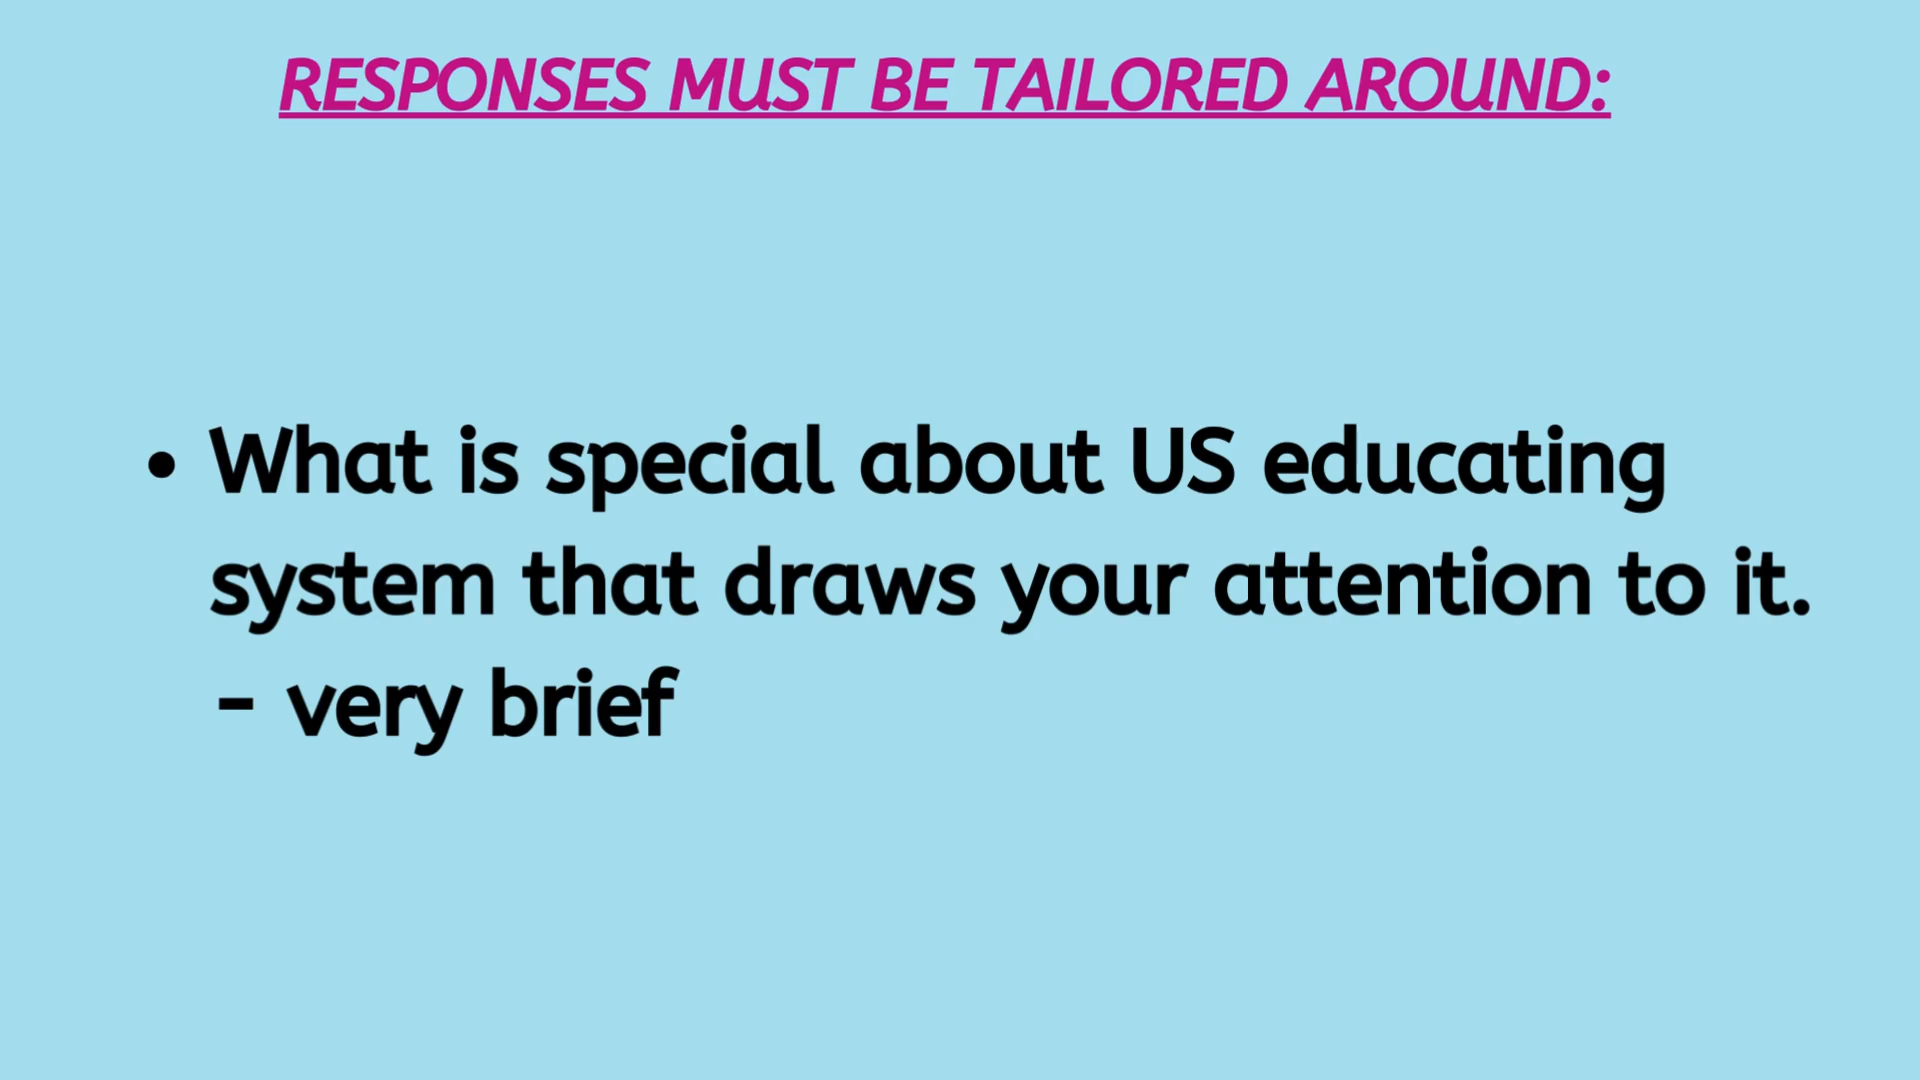 RESPONSES MUST BE TAILORED AROUND:
• What is special about US educating
system that draws your attention to it.
- very brief